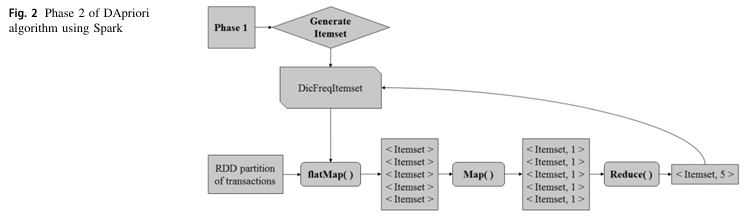 Fig. 2 Phase 2 of DApriori
algorithm using Spark
Phase 1
Generate
Itemset
DicFreqItemset
RDD partition
of transactions
flatMap( )
< Itemset >
< Itemset >
< Itemset >
< Itemset >
< Itemset >
Map( )
< Itemset, 1 >
< Itemset, 1 >
< Itemset, 1 >
< Itemset, 1 >
< Itemset, 1 >
Reduce( )
< Itemset, 5 >